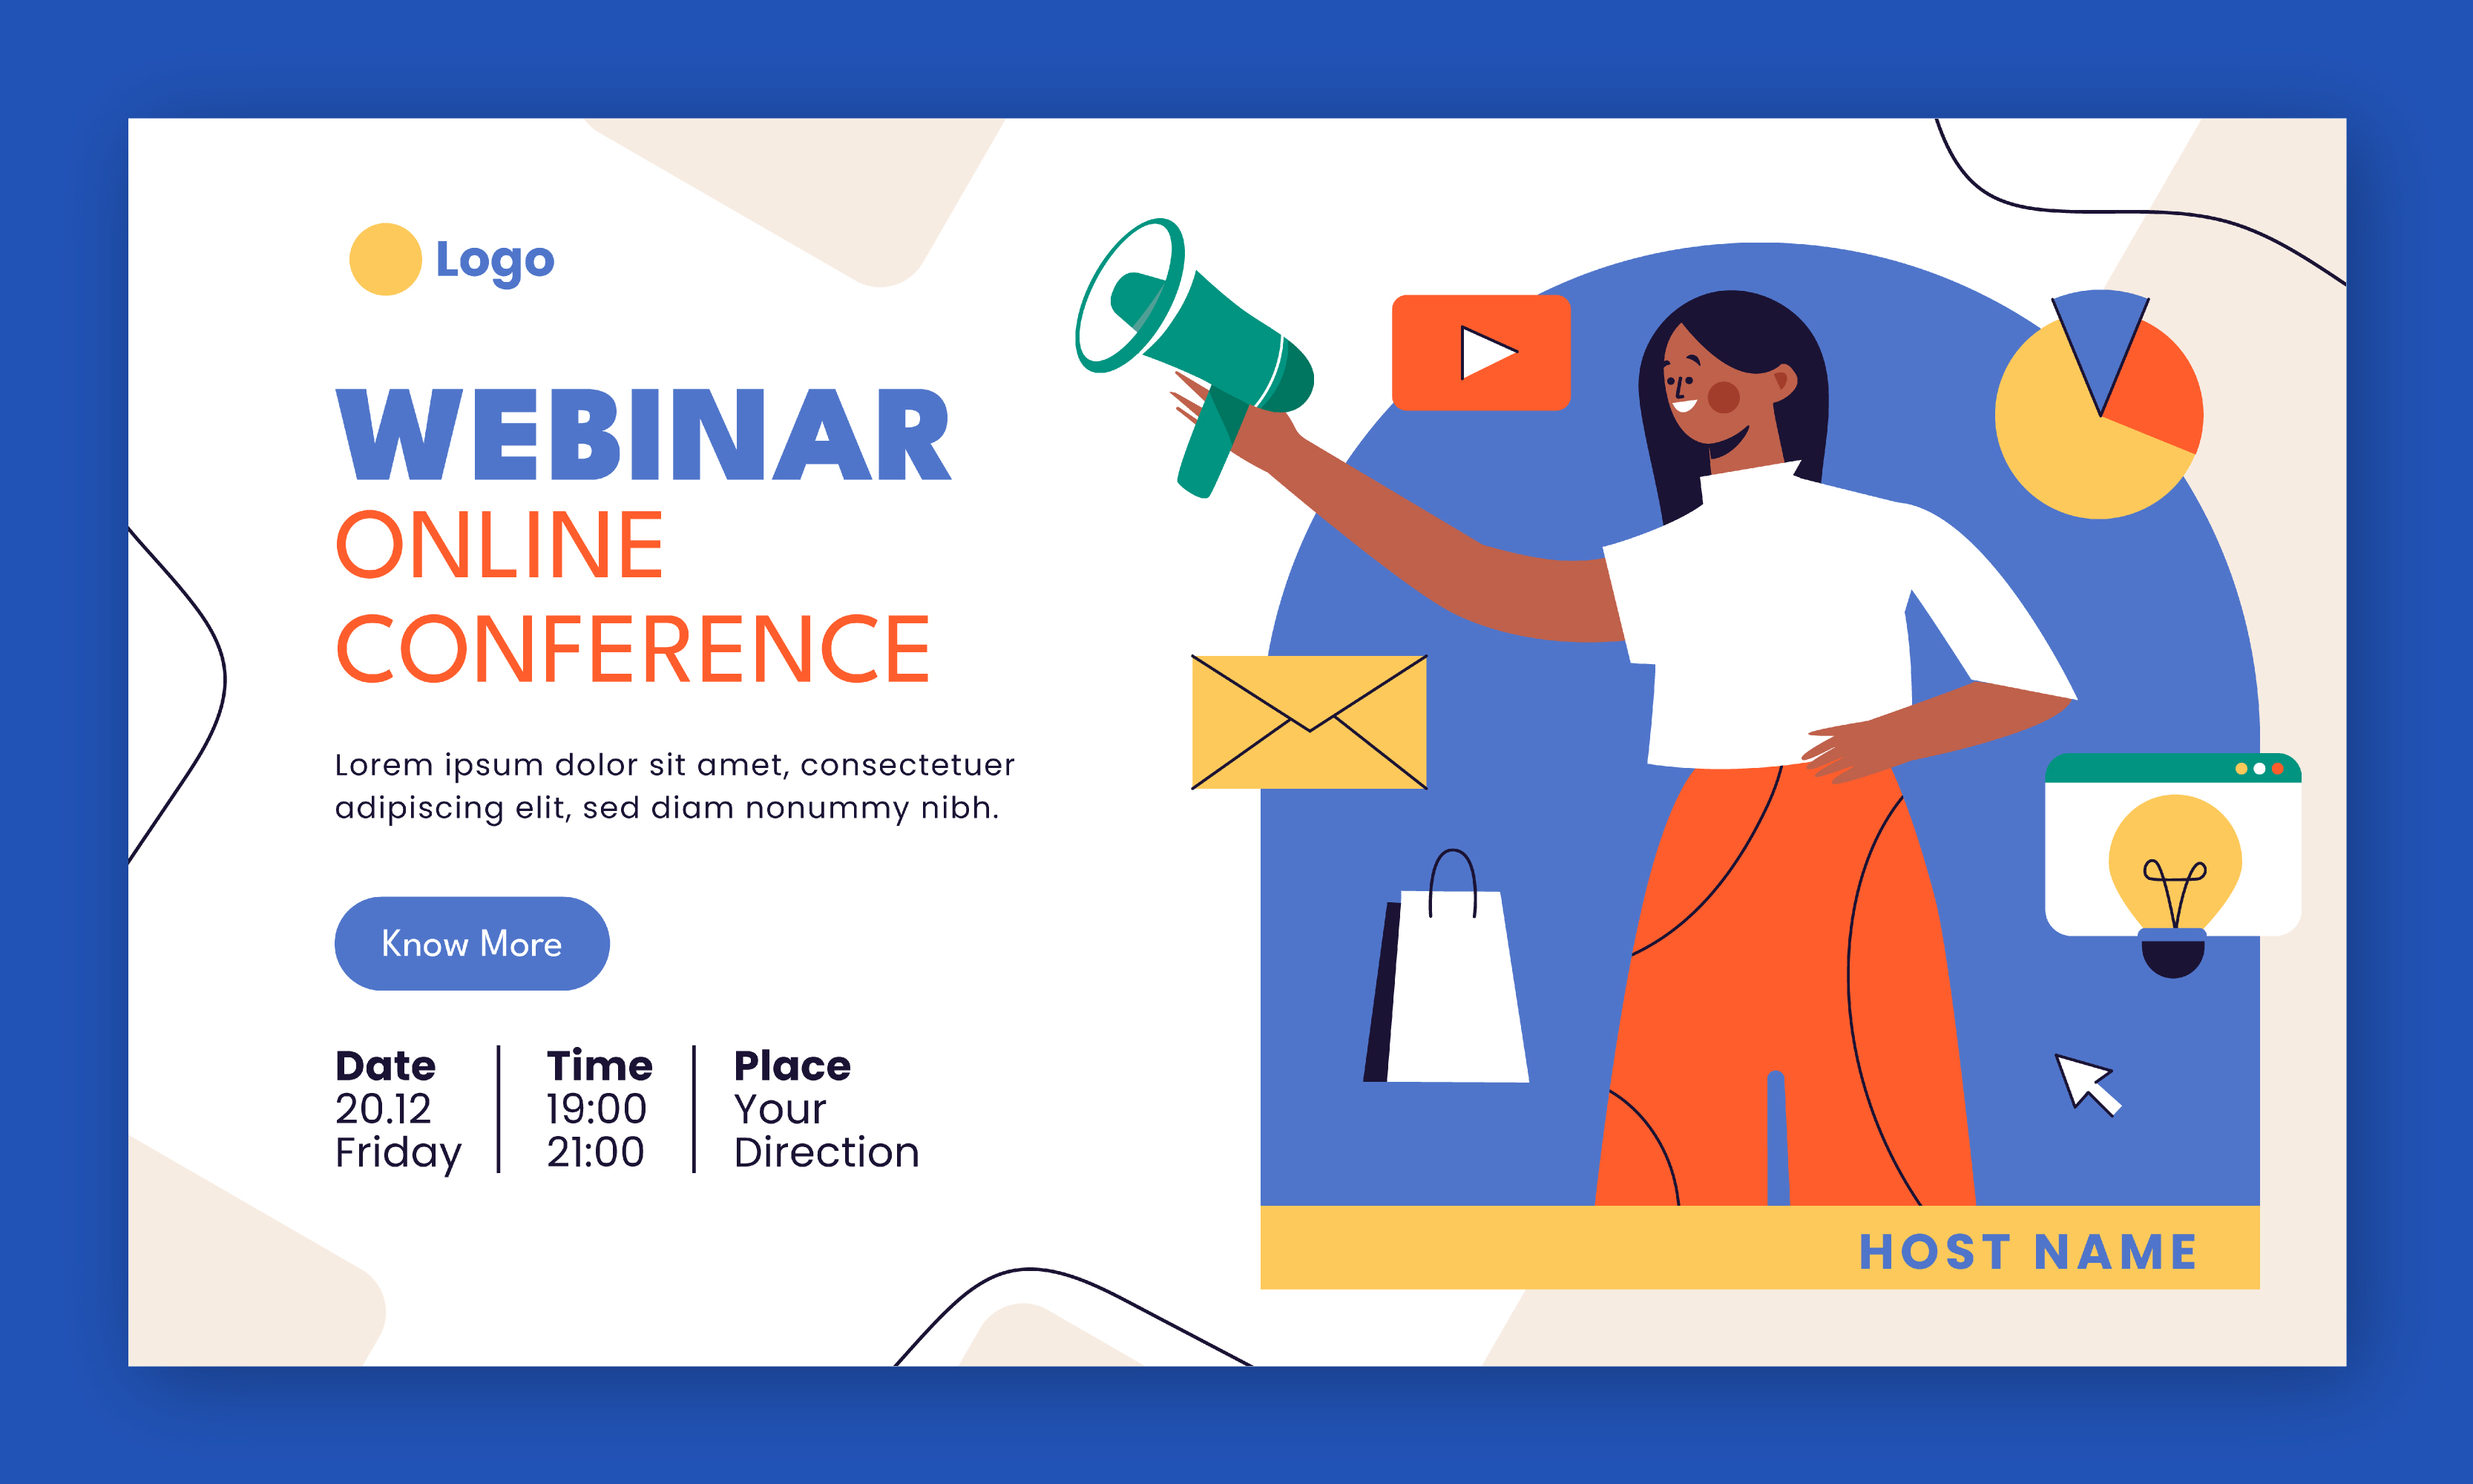 Logo
WEBINAR
ONLINE
CONFERENCE
Lorem ipsum dolor sit amet, consectetuer
adipiscing elit, sed diam nonummy nibh.
Know More
Date
20.12
Friday
Time
19:00
21:00
Place
Your
Direction
HOST NAME